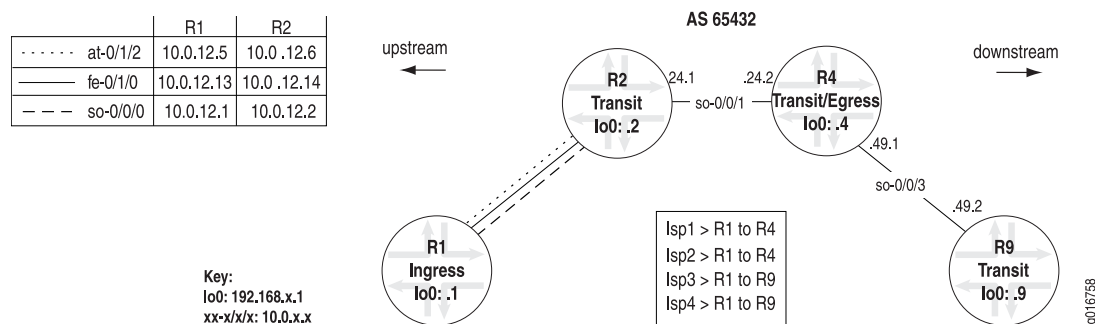 AS 65432
R1 R2
at-0/1/2 10.0.12.5 10.0 .12.6
fe-0/1/0 10.0.12.13 10.0 .12.14
so-0/0/0 10.0.12.1 10.0.12.2
upstream
downstream
R2
Transit
lo0: .2
.24.1
so-0/0/1
.24.2
R4
Transit/Egress
lo0: .4
.49.1
so-0/0/3
.49.2
R1
Ingress
lo0: .1
lsp1 > R1 to R4
lsp2 > R1 to R4
lsp3 > R1 to R9
lsp4 > R1 to R9
R9
Transit
lo0: .9
Key:
lo0: 192.168.x.1
xx-x/x/x: 10.0.x.x
g016758